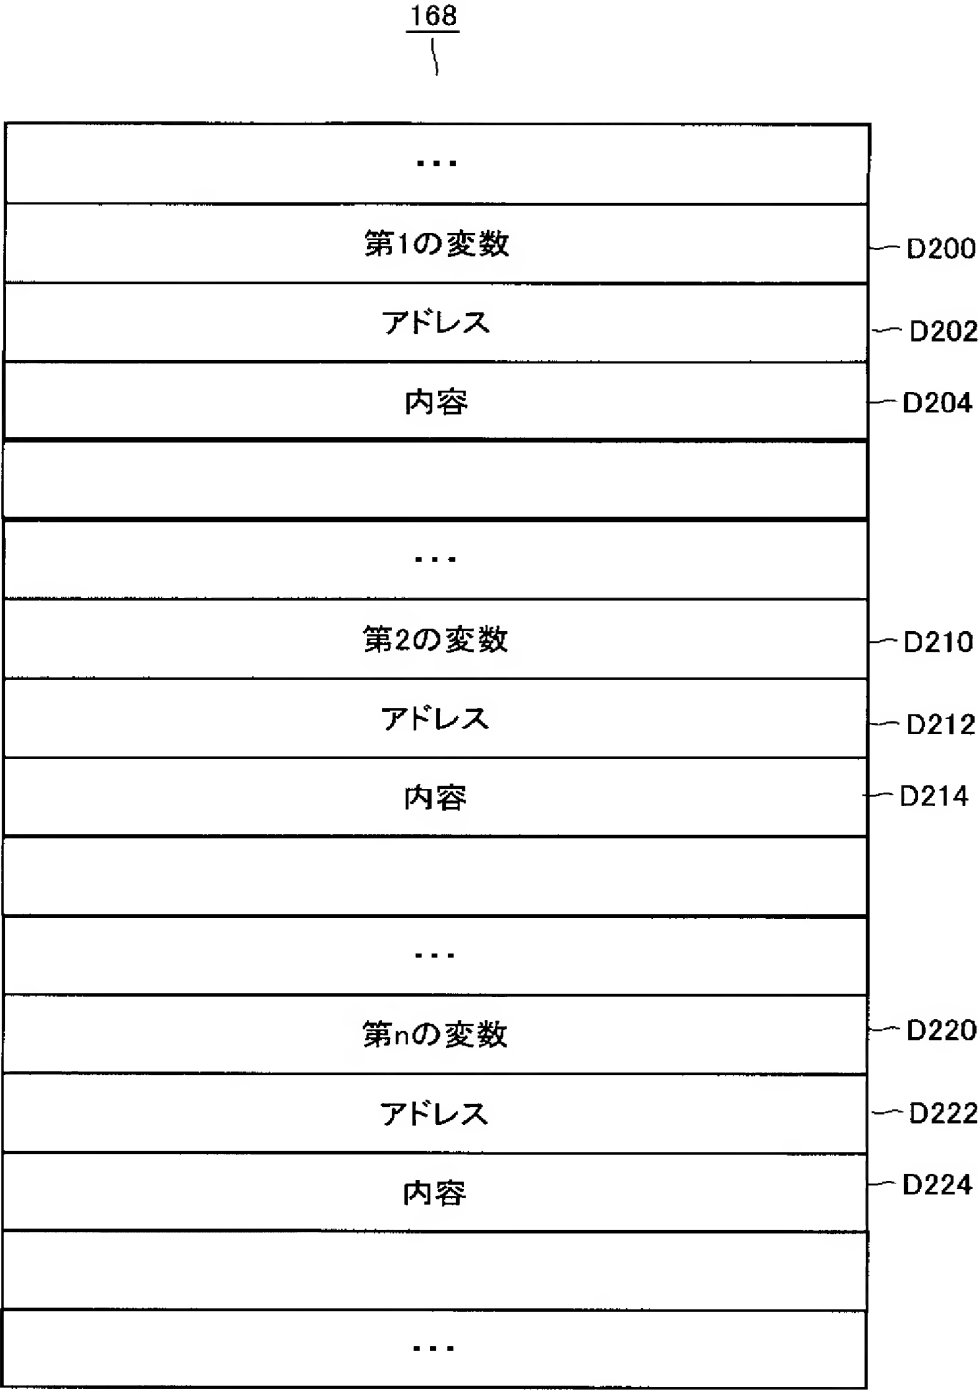 168
...
第1の変数 D200
アドレス D202
内容 D204
...
第2の変数 D210
アドレス D212
内容 D214
...
第nの変数 D220
アドレス D222
内容 D224
...